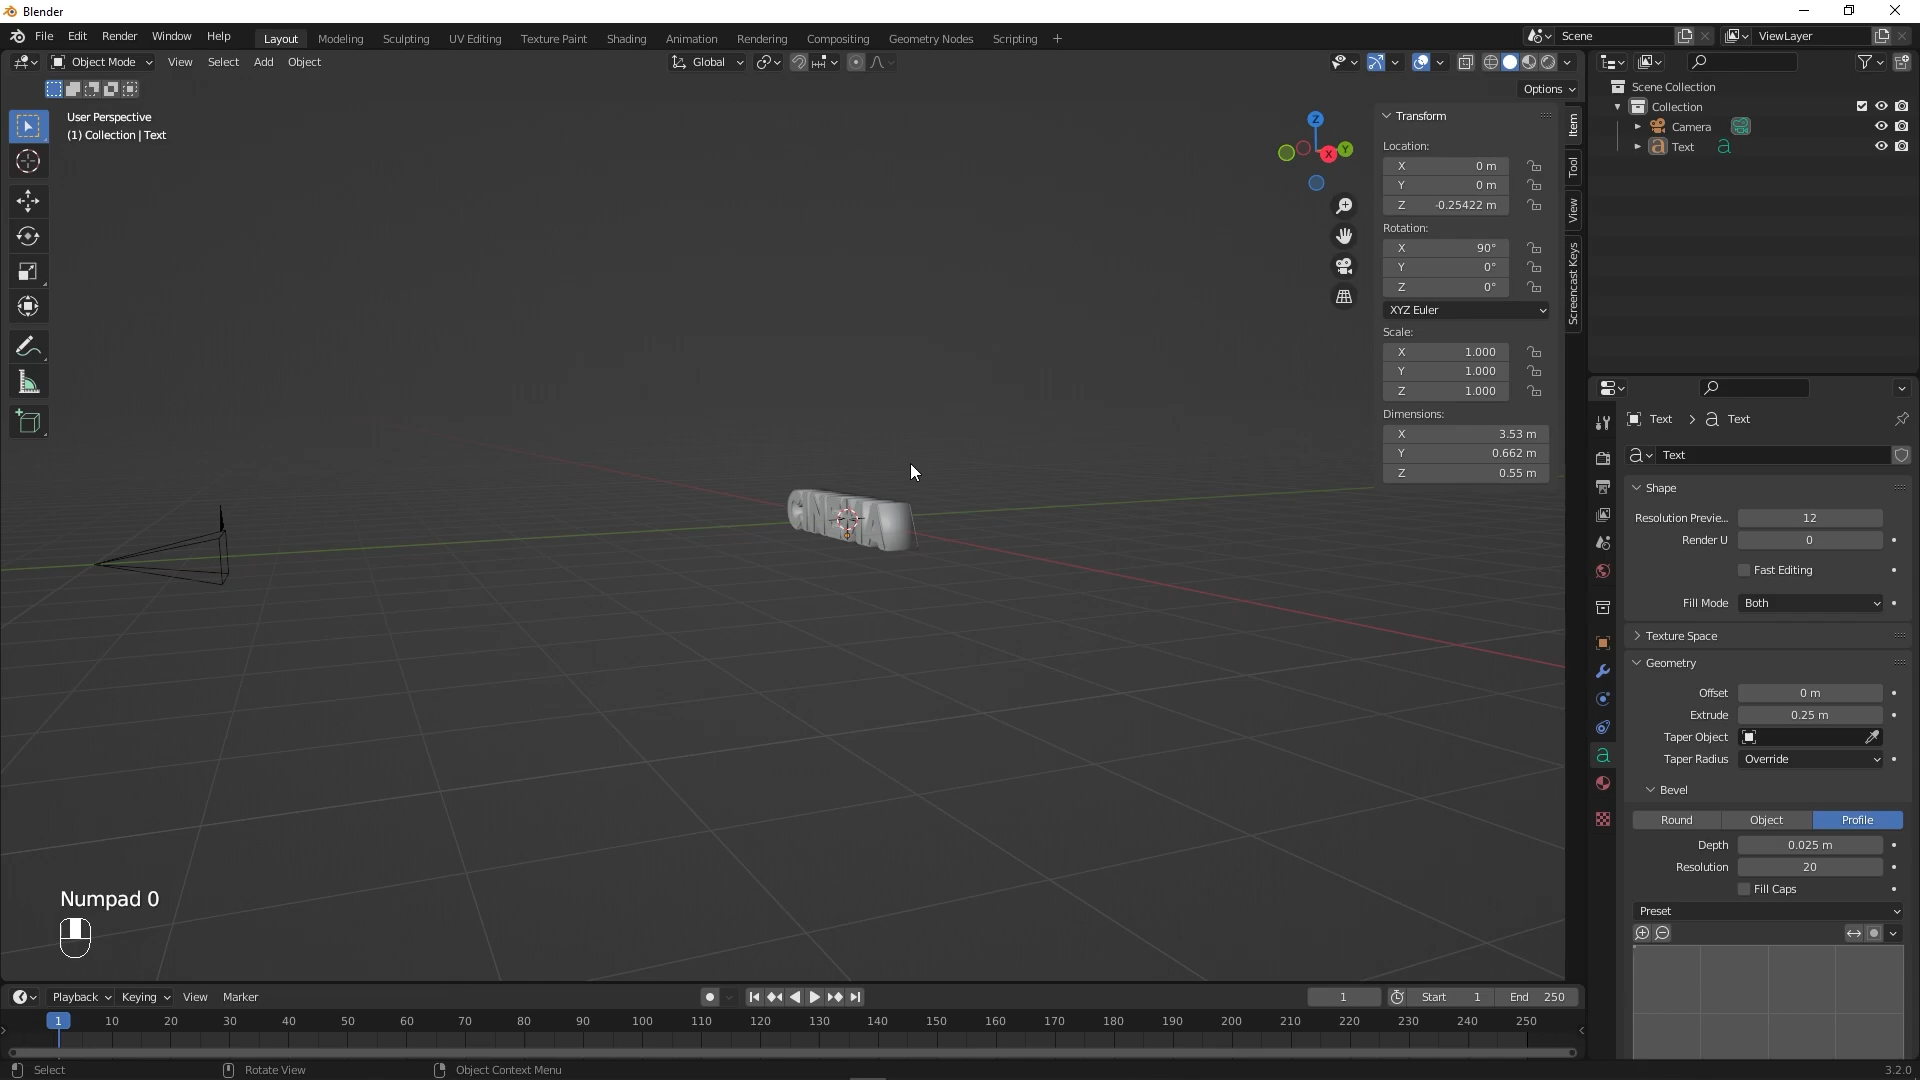 Blender
File Edit Render Window Help
Layout Modeling Sculpting UV Editing Texture Paint Shading Animation Rendering Compositing Geometry Nodes Scripting +
Scene
ViewLayer
Object Mode View Select Add Object
Global
Options
User Perspective
(1) Collection | Text
Z
Y
X
CINEMA
Transform
Location:
X 0 m
Y 0 m
Z -0.25422 m
Rotation:
X 90°
Y 0°
Z 0°
XYZ Euler
Scale:
X 1.000
Y 1.000
Z 1.000
Dimensions:
X 3.53 m
Y 0.662 m
Z 0.55 m
Item
Tool
View
Screencast Keys
Scene Collection
Collection
Camera
Text
Text > Text
Text
Shape
Resolution Previe... 12
Render U 0
Fast Editing
Fill Mode Both
Texture Space
Geometry
Offset 0 m
Extrude 0.25 m
Taper Object
Taper Radius Override
Bevel
Round Object Profile
Depth 0.025 m
Resolution 20
Fill Caps
Preset
Numpad 0
Playback Keying View Marker
1
Start 1
End 250
1 10 20 30 40 50 60 70 80 90 100 110 120 130 140 150 160 170 180 190 200 210 220 230 240 250
Select
Rotate View
Object Context Menu
3.2.0